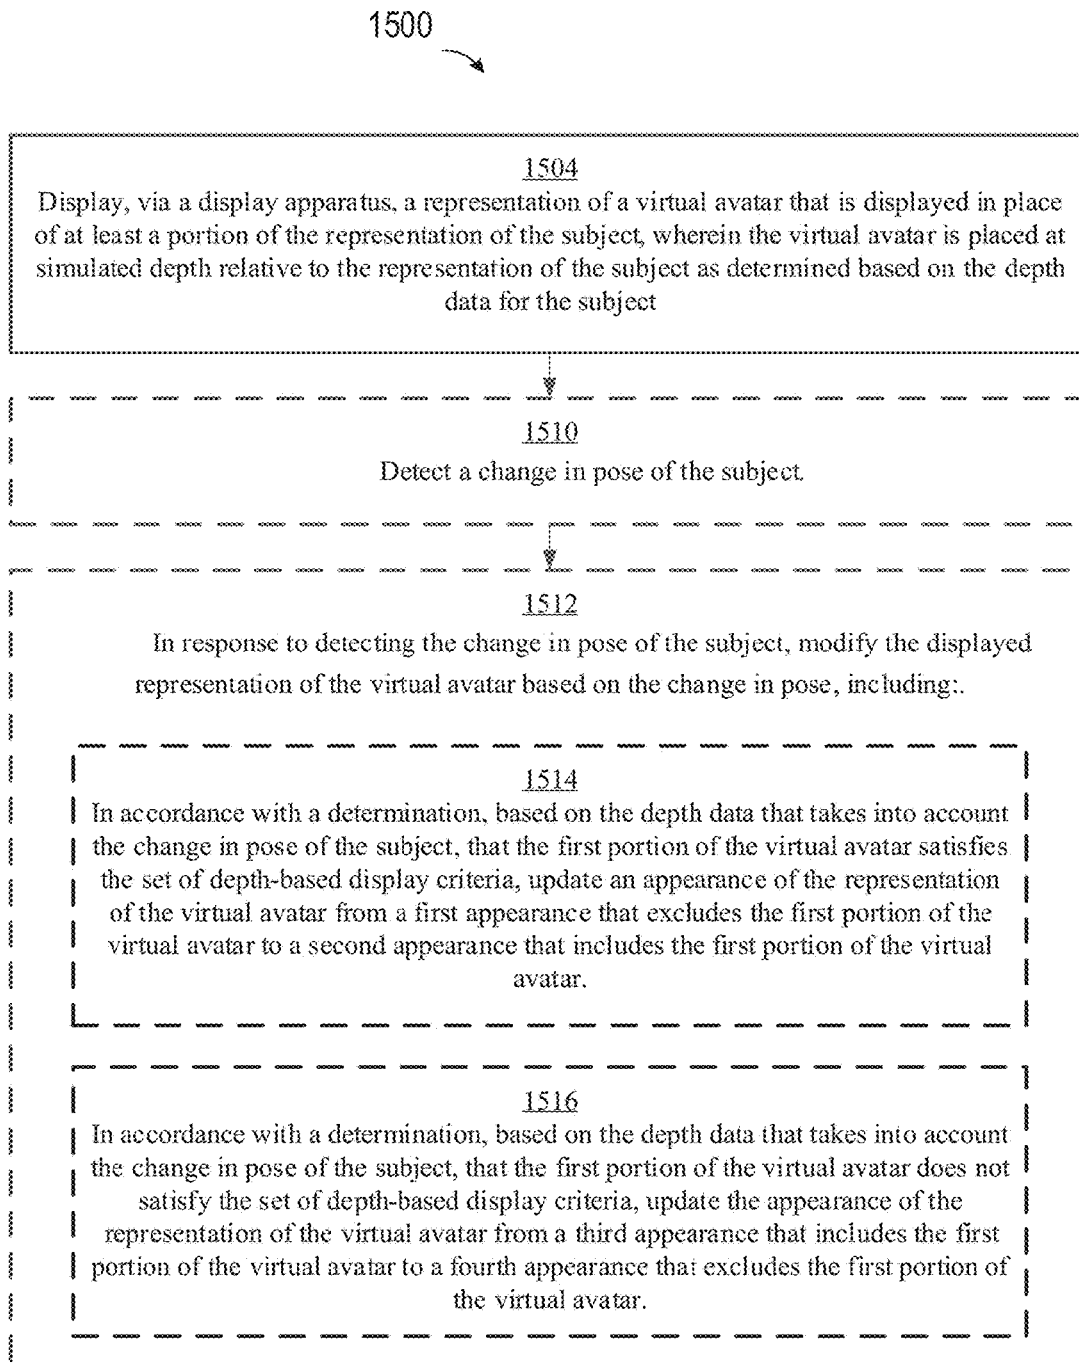 1500
1504
Display, via a display apparatus, a representation of a virtual avatar that is displayed in place
of at least a portion of the representation of the subject, wherein the virtual avatar is placed at
simulated depth relative to the representation of the subject as determined based on the depth
data for the subject
1510
Detect a change in pose of the subject.
1512
In response to detecting the change in pose of the subject, modify the displayed
representation of the virtual avatar based on the change in pose, including:.
1514
In accordance with a determination, based on the depth data that takes into account
the change in pose of the subject, that the first portion of the virtual avatar satisfies
the set of depth-based display criteria, update an appearance of the representation
of the virtual avatar from a first appearance that excludes the first portion of the
virtual avatar to a second appearance that includes the first portion of the virtual
avatar.
1516
In accordance with a determination, based on the depth data that takes into account
the change in pose of the subject, that the first portion of the virtual avatar does not
satisfy the set of depth-based display criteria, update the appearance of the
representation of the virtual avatar from a third appearance that includes the first
portion of the virtual avatar to a fourth appearance that excludes the first portion of
the virtual avatar.